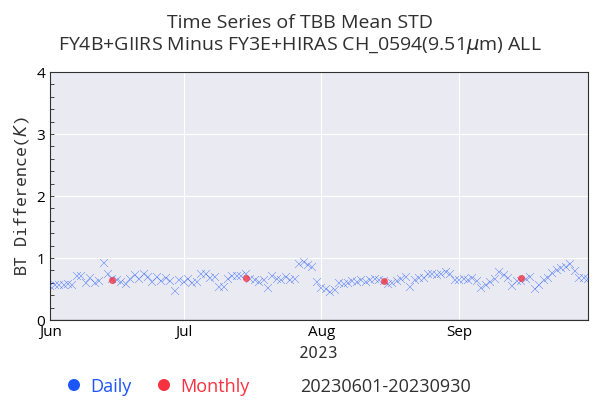 Time Series of TBB Mean STD
FY4B+GIIRS Minus FY3E+HIRAS CH_0594(9.51μm) ALL
BT Difference(K)
4
3
2
1
0
Jun Jul Aug Sep
2023
Daily Monthly 20230601-20230930